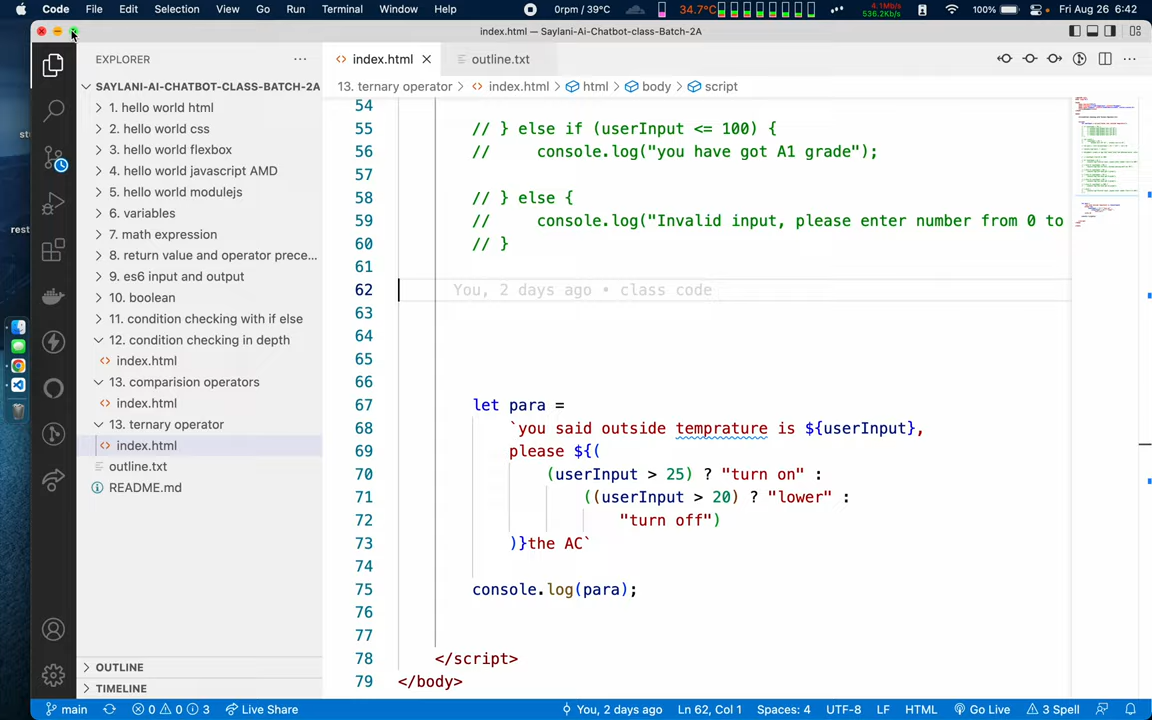 Code File Edit Selection View Go Run Terminal Window Help 0rpm / 39°C 34.7°C 4.1Mb/s 536.2Kb/s 100% Fri Aug 26 6:42
index.html — Saylani-Ai-Chatbot-class-Batch-2A
EXPLORER
SAYLANI-AI-CHATBOT-CLASS-BATCH-2A
1. hello world html
2. hello world css
3. hello world flexbox
4. hello world javascript AMD
5. hello world modulejs
6. variables
7. math expression
8. return value and operator prece...
9. es6 input and output
10. boolean
11. condition checking with if else
12. condition checking in depth
index.html
13. comparision operators
index.html
13. ternary operator
index.html
outline.txt
README.md
OUTLINE
TIMELINE
index.html outline.txt
13. ternary operator > index.html > html > body > script
54
55 // } else if (userInput <= 100) {
56 // console.log("you have got A1 grade");
57
58 // } else {
59 // console.log("Invalid input, please enter number from 0 to
60 // }
61
62 You, 2 days ago • class code
63
64
65
66
67 let para =
68 `you said outside temprature is ${userInput},
69 please ${(
70 (userInput > 25) ? "turn on" :
71 ((userInput > 20) ? "lower" :
72 "turn off")
73 )}the AC`
74
75 console.log(para);
76
77
78 </script>
79 </body>
main 0 0 3 Live Share You, 2 days ago Ln 62, Col 1 Spaces: 4 UTF-8 LF HTML Go Live 3 Spell